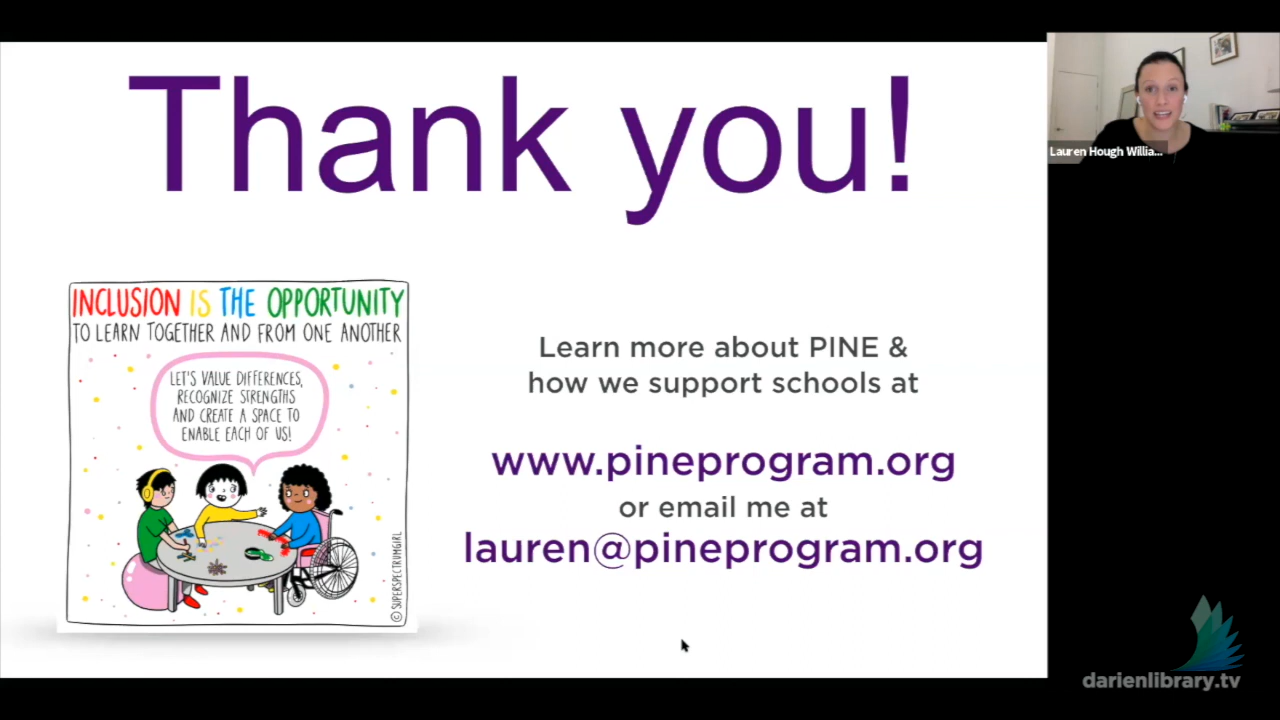 Thank you!
INCLUSION IS THE OPPORTUNITY
TO LEARN TOGETHER AND FROM ONE ANOTHER
LET'S VALUE DIFFERENCES,
RECOGNIZE STRENGTHS
AND CREATE A SPACE TO
ENABLE EACH OF US!
© SUPERSPECTRUMGIRL
Learn more about PINE &
how we support schools at
www.pineprogram.org
or email me at
lauren@pineprogram.org
Lauren Hough Willia...
darienlibrary.tv